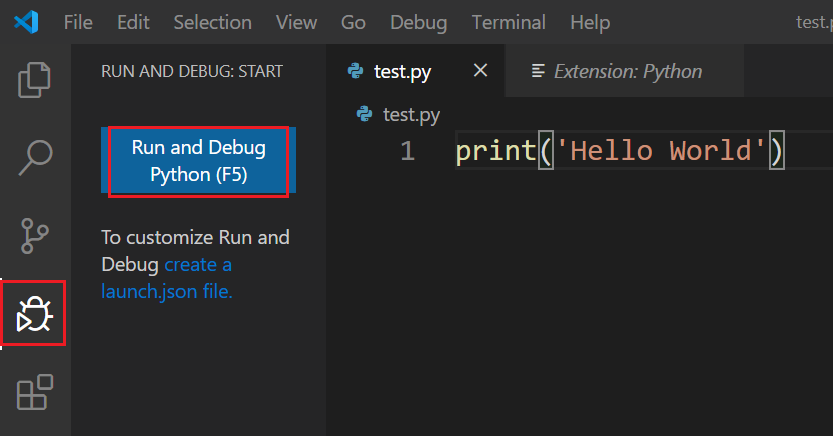 File Edit Selection View Go Debug Terminal Help test.p
RUN AND DEBUG: START
test.py
Extension: Python
test.py
Run and Debug
Python (F5)
1 print('Hello World')
To customize Run and
Debug create a
launch.json file.